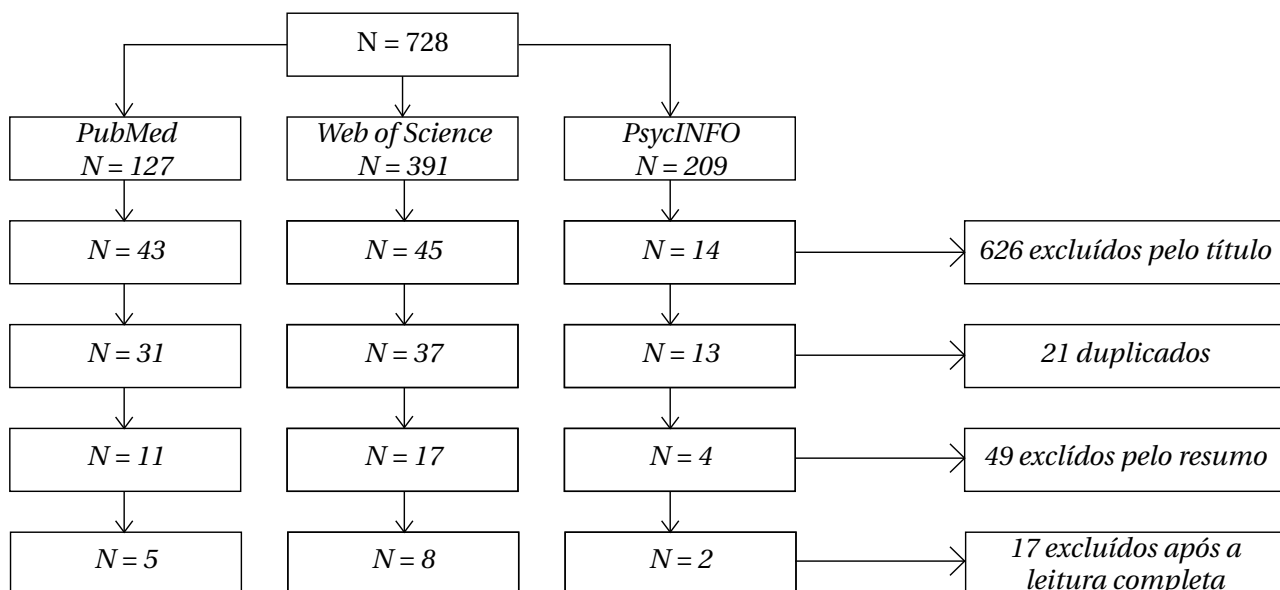 N = 728
PubMed
N = 127
Web of Science
N = 391
PsycINFO
N = 209
N = 43
N = 45
N = 14
626 excluídos pelo título
N = 31
N = 37
N = 13
21 duplicados
N = 11
N = 17
N = 4
49 exclídos pelo resumo
N = 5
N = 8
N = 2
17 excluídos após a
leitura completa